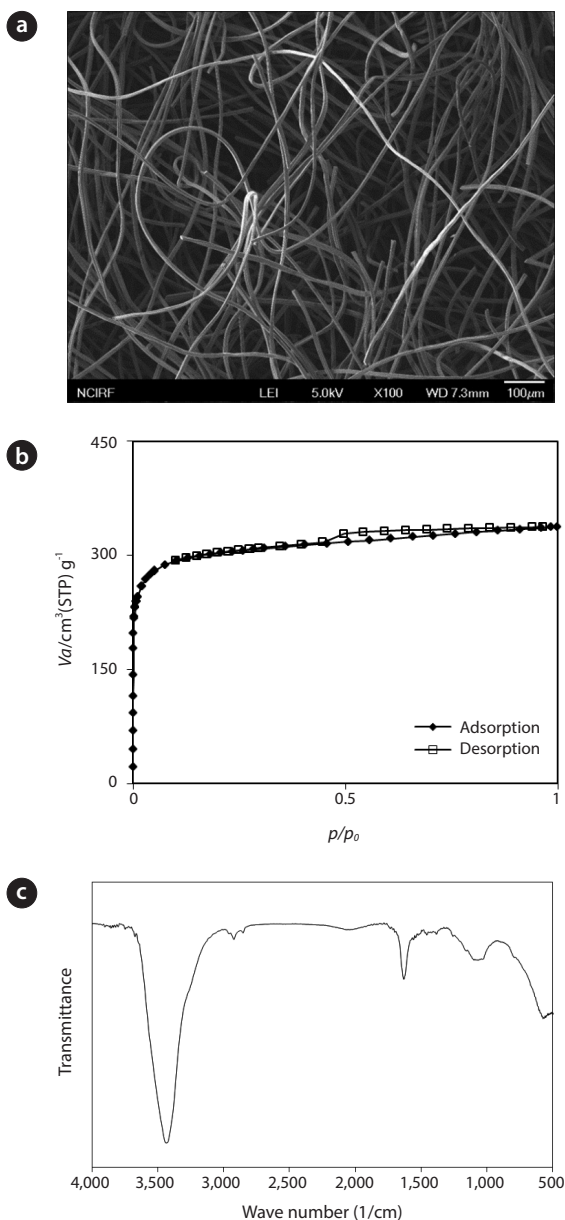 a
NCIRF LEI 5.0kV X100 WD 7.3mm 100μm
b
450
300
150
0
Va/cm³(STP) g⁻¹
Adsorption
Desorption
0 0.5 1
p/p₀
c
Transmittance
4,000 3,500 3,000 2,500 2,000 1,500 1,000 500
Wave number (1/cm)